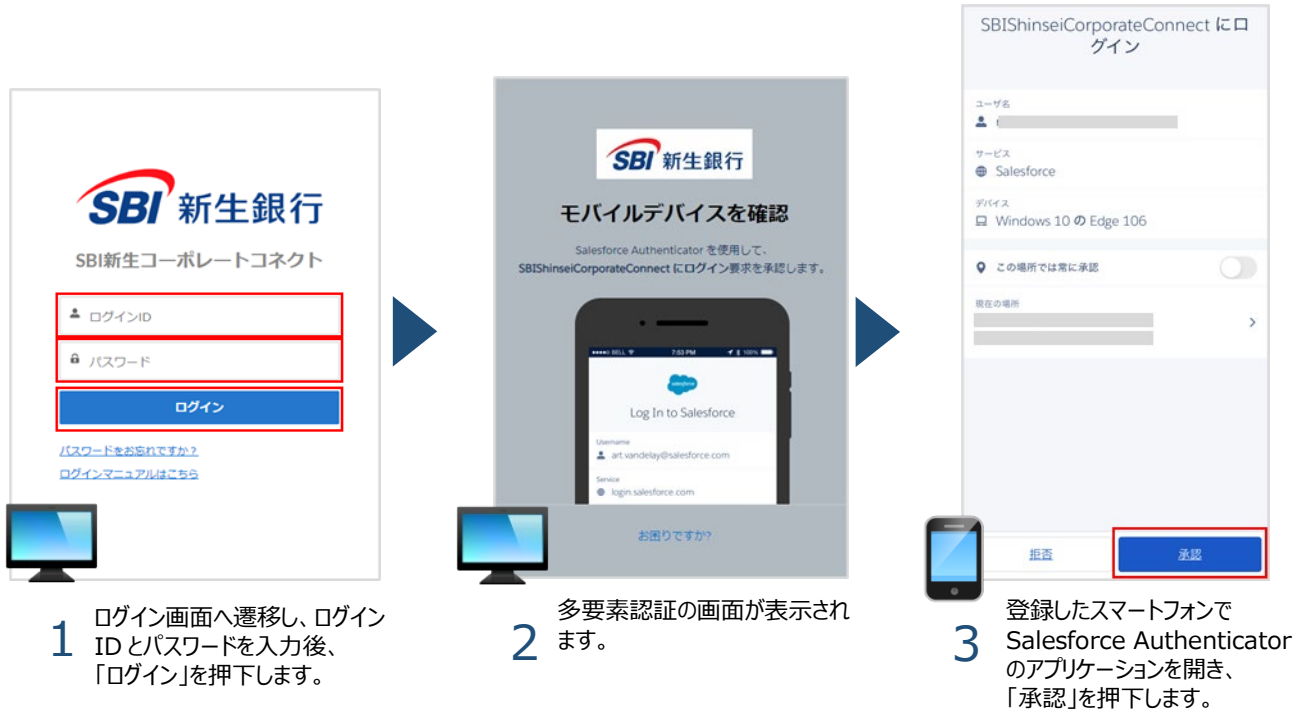 SBI 新生銀行
SBI新生コーポレートコネクト
ログインID
パスワード
ログイン
パスワードをお忘れですか？
ログインマニュアルはこちら
1
ログイン画面へ遷移し、ログイン
ID とパスワードを入力後、
「ログイン」を押下します。
SBI 新生銀行
モバイルデバイスを確認
Salesforce Authenticator を使用して、
SBIShinseiCorporateConnect にログイン要求を承認します。
BELL 7:53 PM 100%
salesforce
Log In to Salesforce
Username
art.vandelay@salesforce.com
Service
login.salesforce.com
お困りですか?
2
多要素認証の画面が表示され
ます。
SBIShinseiCorporateConnect にロ
グイン
ユーザ名
サービス
Salesforce
デバイス
Windows 10 の Edge 106
この場所では常に承認
現在の場所
拒否
承認
3
登録したスマートフォンで
Salesforce Authenticator
のアプリケーションを開き、
「承認」を押下します。